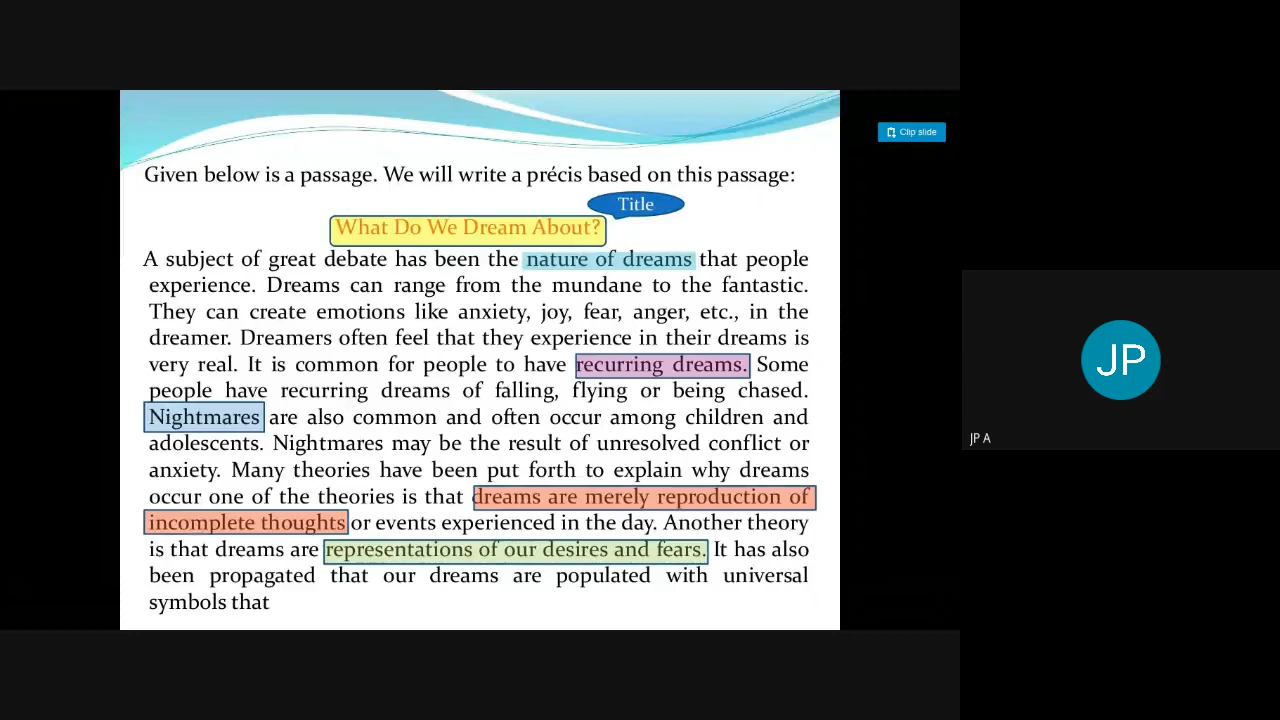 Clip slide
Given below is a passage. We will write a précis based on this passage:
Title
What Do We Dream About?
A subject of great debate has been the nature of dreams that people
experience. Dreams can range from the mundane to the fantastic.
They can create emotions like anxiety, joy, fear, anger, etc., in the
dreamer. Dreamers often feel that they experience in their dreams is
very real. It is common for people to have recurring dreams. Some
people have recurring dreams of falling, flying or being chased.
Nightmares are also common and often occur among children and
adolescents. Nightmares may be the result of unresolved conflict or
anxiety. Many theories have been put forth to explain why dreams
occur one of the theories is that dreams are merely reproduction of
incomplete thoughts or events experienced in the day. Another theory
is that dreams are representations of our desires and fears. It has also
been propagated that our dreams are populated with universal
symbols that
JP
JP A